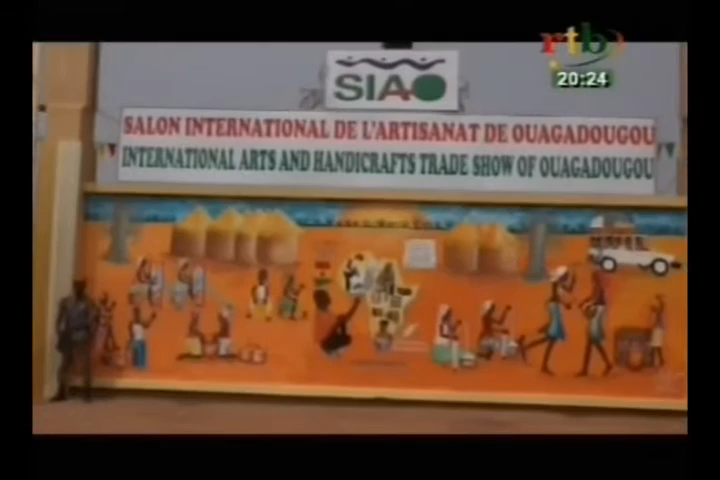 rtb
20:24
SIAO
SALON INTERNATIONAL DE L'ARTISANAT DE OUAGADOUGOU
INTERNATIONAL ARTS AND HANDICRAFTS TRADE SHOW OF OUAGADOUGOU